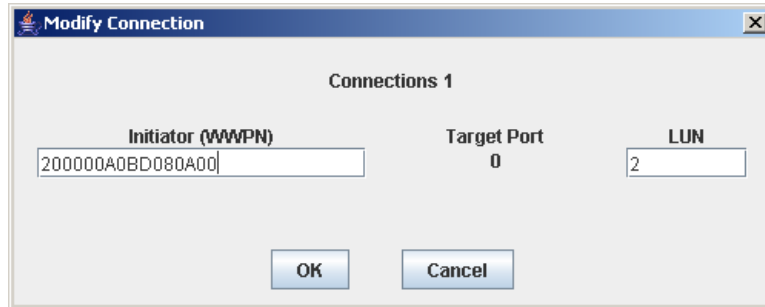 Modify Connection
Connections 1
Initiator (WWPN) Target Port LUN
200000A0BD080A00 0 2
OK Cancel